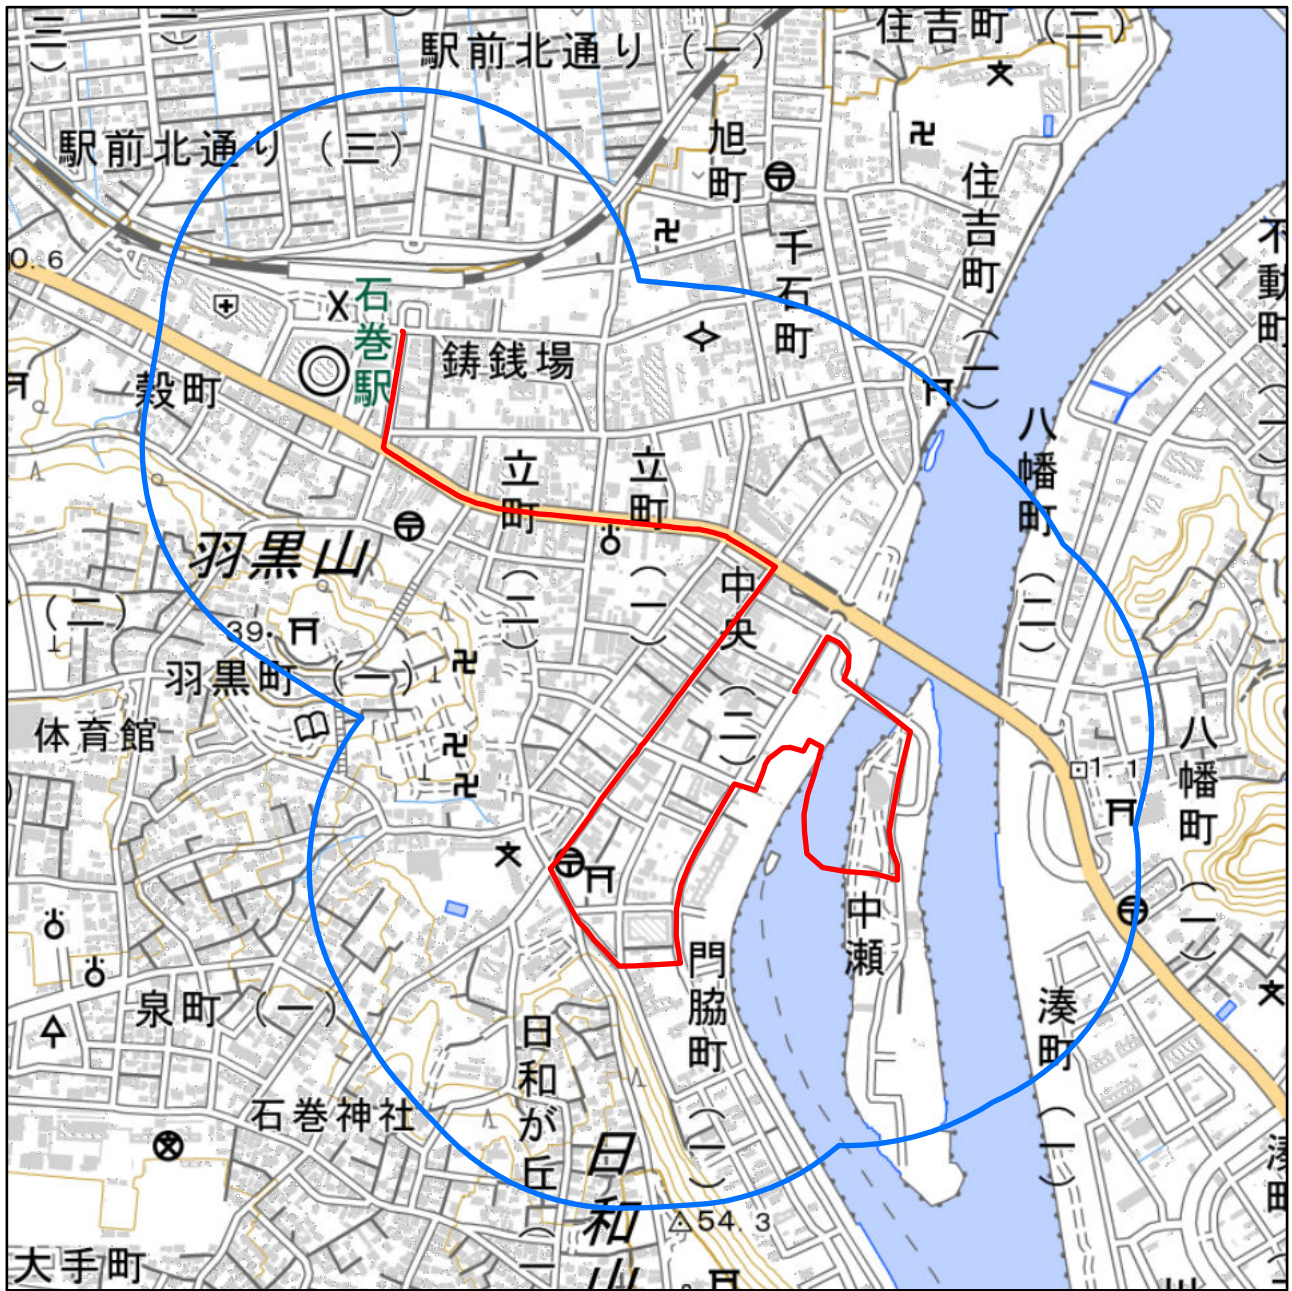 駅前北通り（一）
住吉町（二）
三）
駅前北通り（三）
旭町
住吉町（一）
千石町
不動町（一）
0.6
石巻駅
鋳銭場
穀町
八幡町（二）
立町（二）
立町（一）
羽黒山
中央（二）
（二）
39.
羽黒町（一）
体育館
八幡町（一）
1.1
中瀬
門脇町（一）
湊町（一）
泉町（一）
日和が丘（一
石巻神社
日和山
54.3
大手町
湊町（